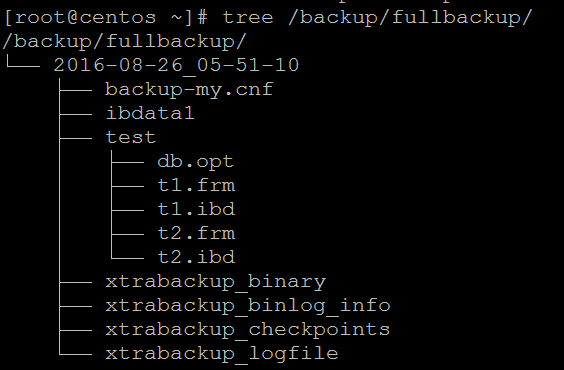 [root@centos ~]# tree /backup/fullbackup/
/backup/fullbackup/
└── 2016-08-26_05-51-10
    ├── backup-my.cnf
    ├── ibdata1
    ├── test
    │   ├── db.opt
    │   ├── t1.frm
    │   ├── t1.ibd
    │   ├── t2.frm
    │   └── t2.ibd
    ├── xtrabackup_binary
    ├── xtrabackup_binlog_info
    ├── xtrabackup_checkpoints
    └── xtrabackup_logfile